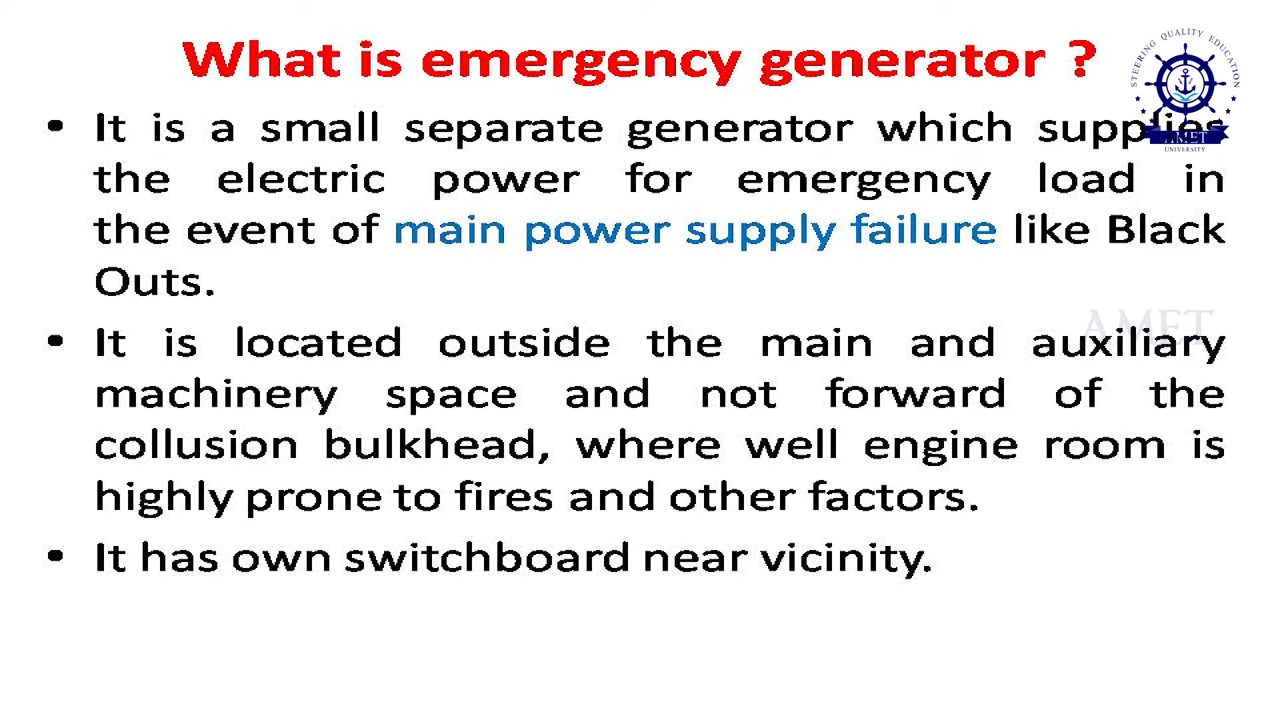 What is emergency generator ?
STEERING QUALITY EDUCATION
• It is a small separate generator which supplies
AMET
UNIVERSITY
the electric power for emergency load in
the event of main power supply failure like Black
Outs.
AMET
• It is located outside the main and auxiliary
machinery space and not forward of the
collusion bulkhead, where well engine room is
highly prone to fires and other factors.
• It has own switchboard near vicinity.